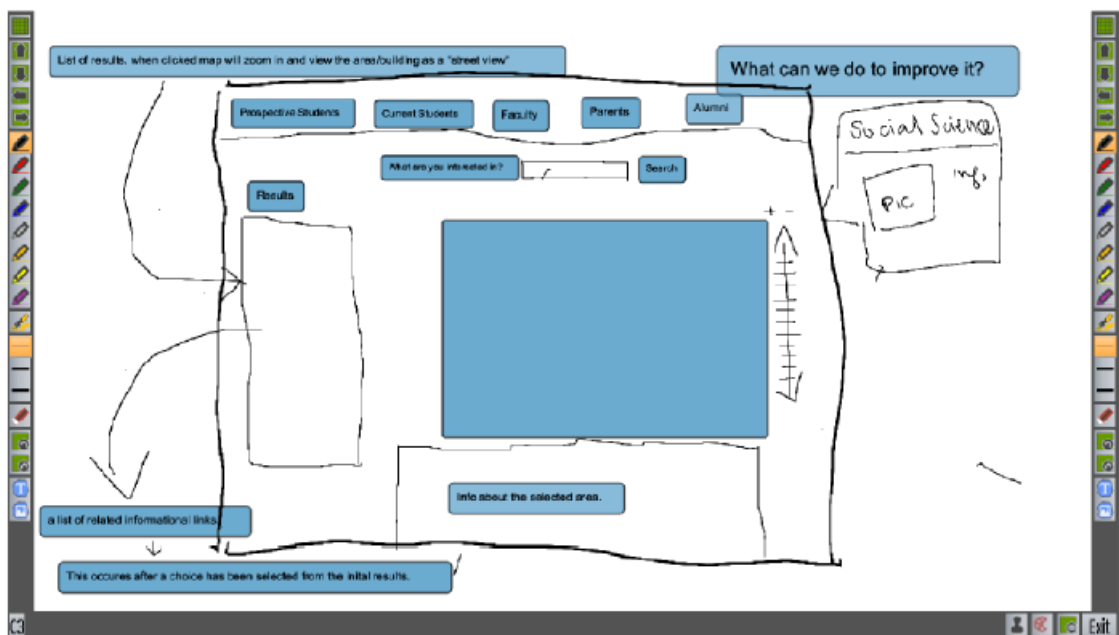 List of results, when clicked map will zoom in and view the area/building as a "street view"
What can we do to improve it?
Prospective Students
Current Students
Faculty
Parents
Alumni
Social Science
What are you interested in?
Search
info
PIC
Results
+ -
Info about the selected area.
a list of related informational links.
This occures after a choice has been selected from the inital results.
C3
Exit